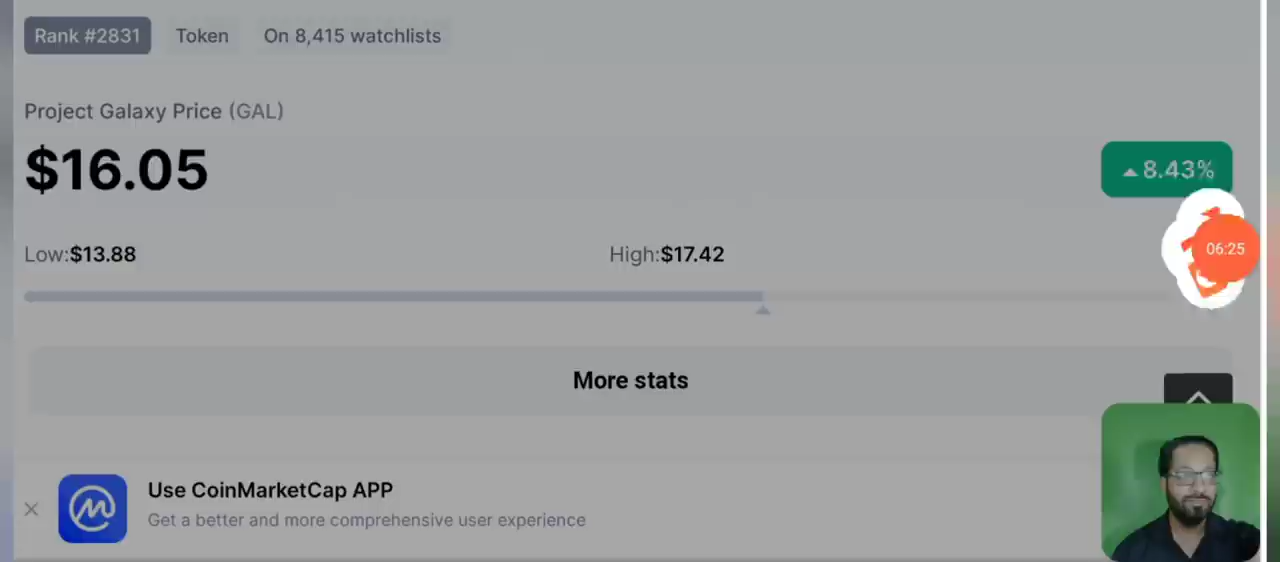 Rank #2831 Token On 8,415 watchlists
Project Galaxy Price (GAL)
$16.05
8.43%
Low:$13.88 High:$17.42
06:25
More stats
Use CoinMarketCap APP
Get a better and more comprehensive user experience